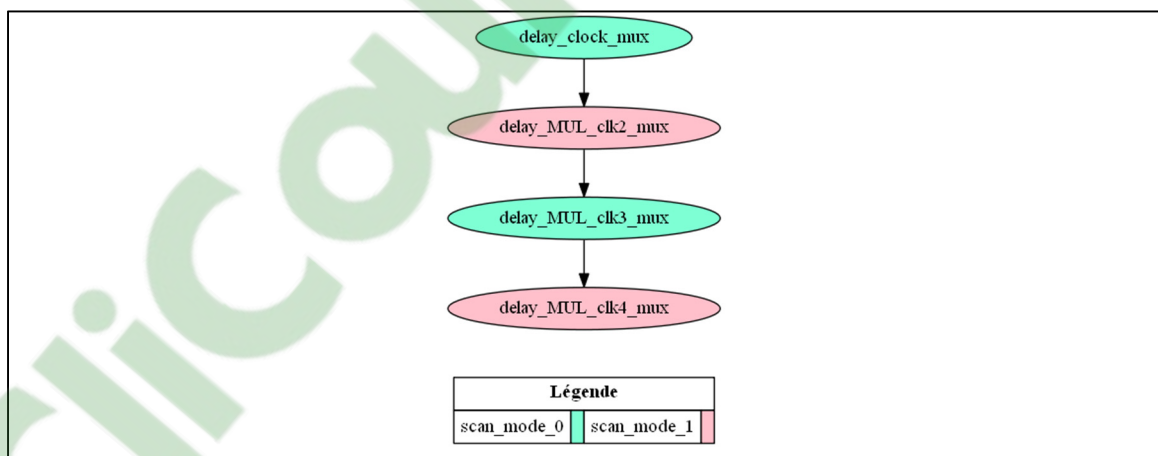 delay_clock_mux
delay_MUL_clk2_mux
delay_MUL_clk3_mux
delay_MUL_clk4_mux
Légende
scan_mode_0 scan_mode_1